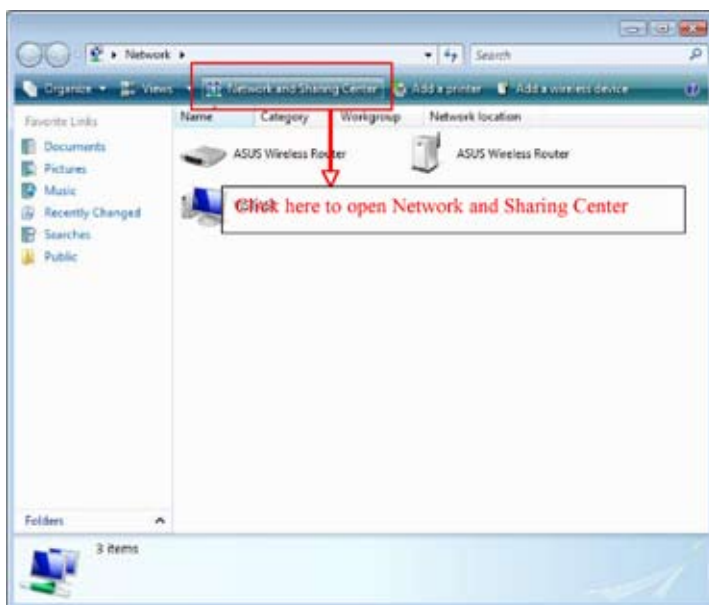 Network
Search
Organize Views Network and Sharing Center Add a printer Add a wireless device
Favorite Links
Name Category Workgroup Network location
Documents
Pictures
Music
Recently Changed
Searches
Public
ASUS Wireless Router ASUS Wireless Router
Click here to open Network and Sharing Center
Folders
3 items